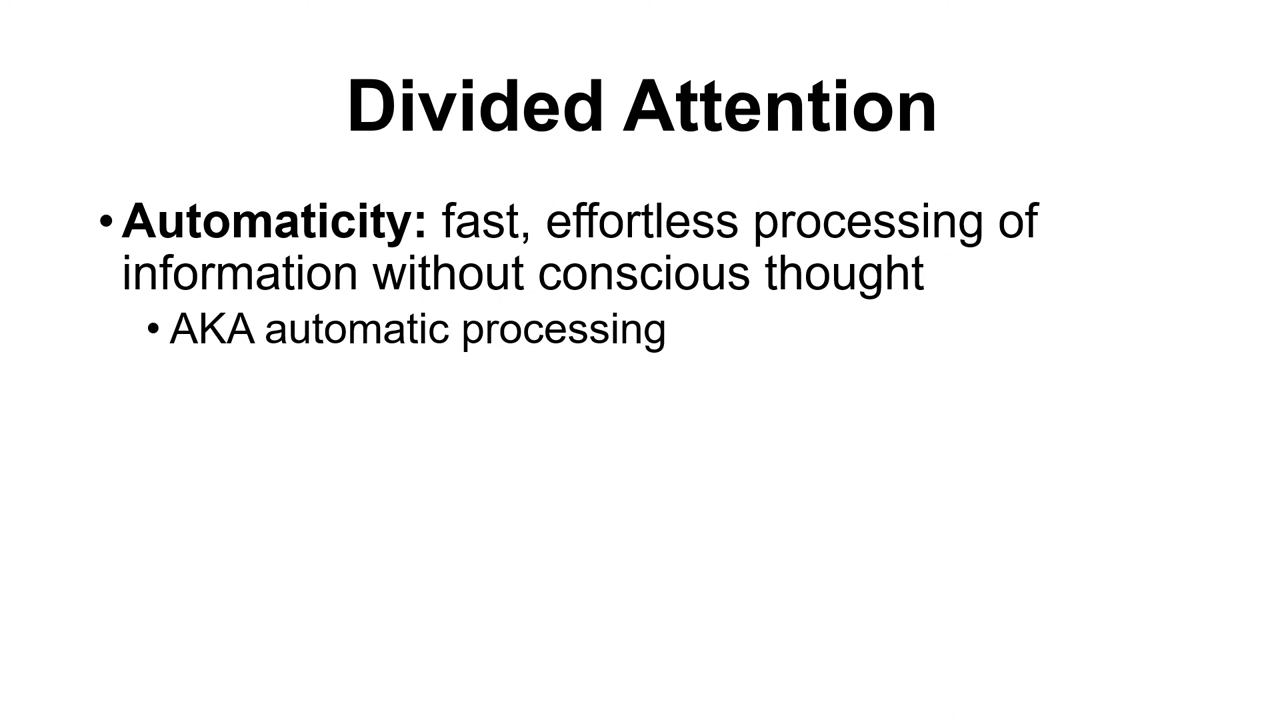 Divided Attention
• Automaticity: fast, effortless processing of
information without conscious thought
• AKA automatic processing